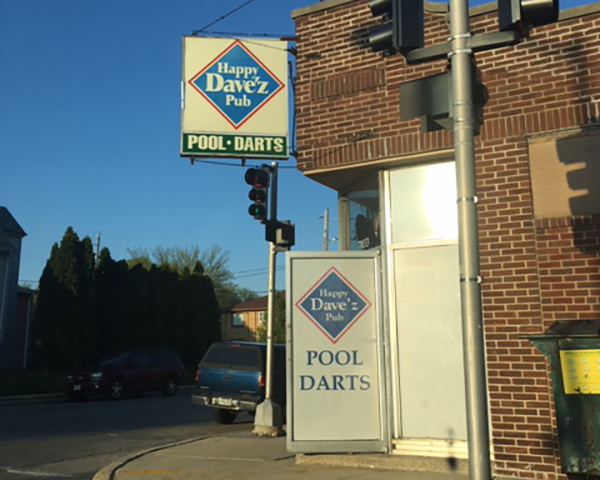 Happy
Dave'z
Pub
POOL • DARTS
Happy
Dave'z
Pub
POOL
DARTS